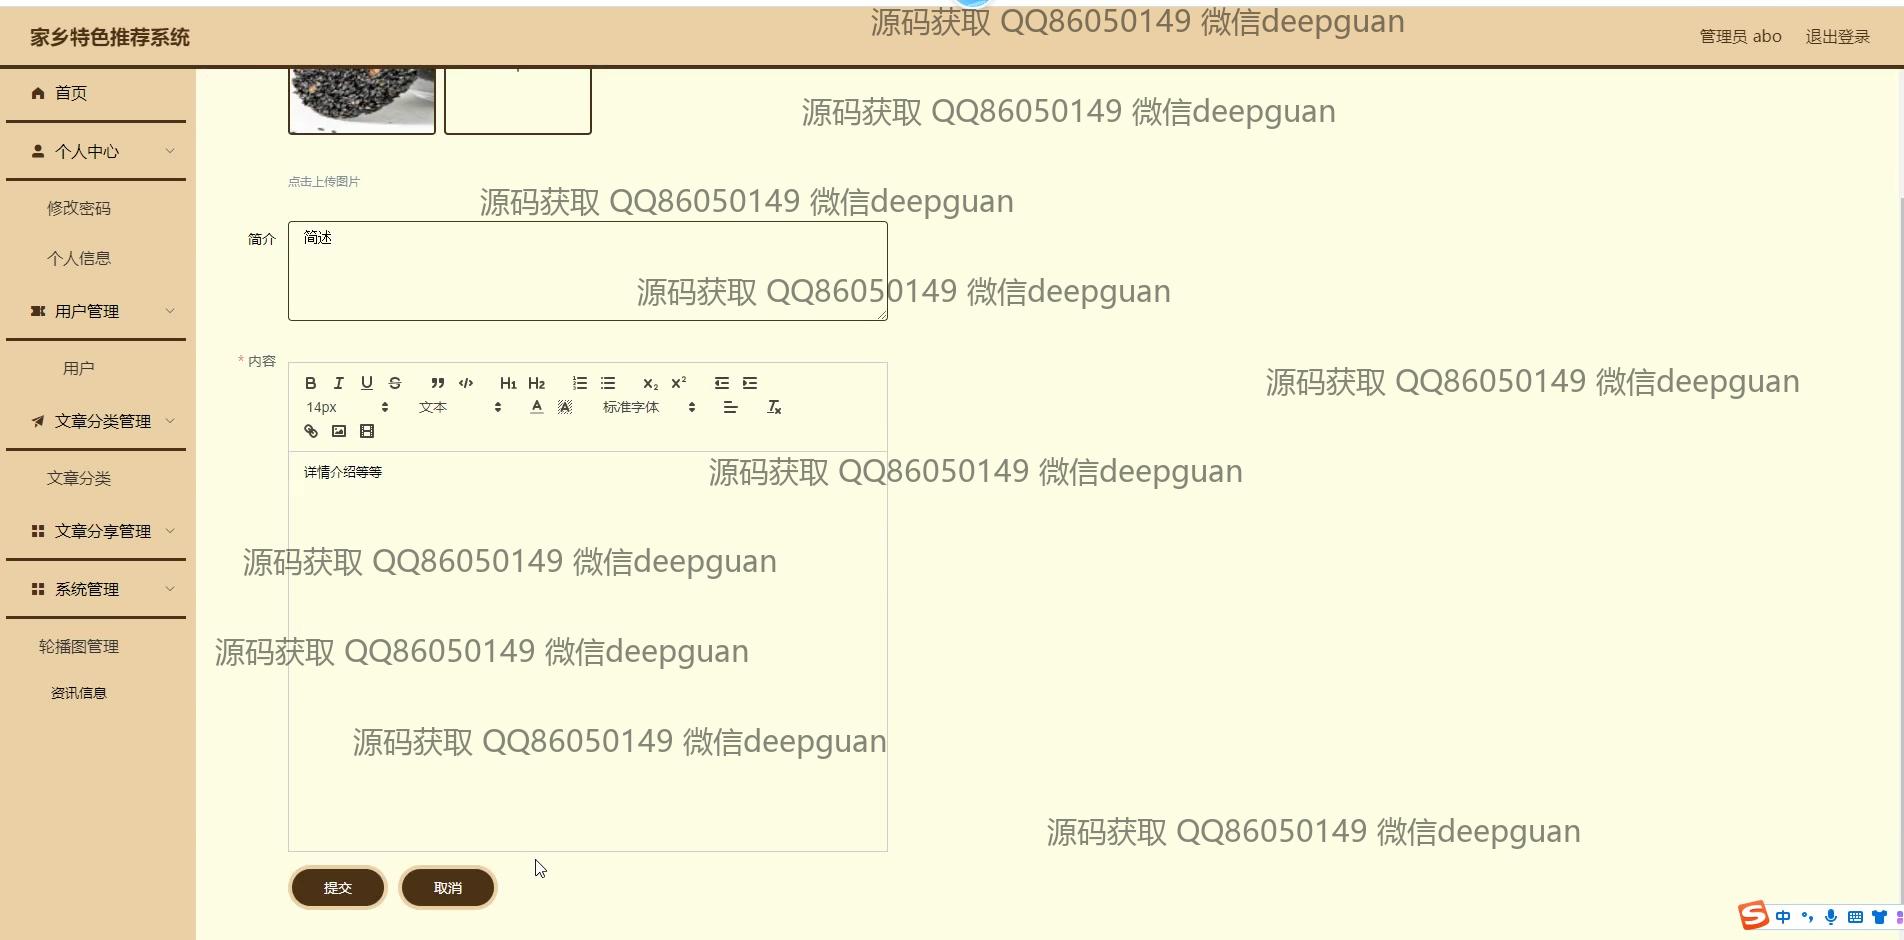 家乡特色推荐系统
源码获取 QQ86050149 微信deepguan
管理员 abo
退出登录
首页
源码获取 QQ86050149 微信deepguan
个人中心
点击上传图片
源码获取 QQ86050149 微信deepguan
修改密码
简介
简述
个人信息
源码获取 QQ86050149 微信deepguan
用户管理
* 内容
用户
源码获取 QQ86050149 微信deepguan
B I U S H1 H2 X2 X2
14px
文本
A A
标准字体
Tx
文章分类管理
详情介绍等等
源码获取 QQ86050149 微信deepguan
文章分类
文章分享管理
源码获取 QQ86050149 微信deepguan
系统管理
轮播图管理
源码获取 QQ86050149 微信deepguan
资讯信息
源码获取 QQ86050149 微信deepguan
源码获取 QQ86050149 微信deepguan
提交
取消
S 中